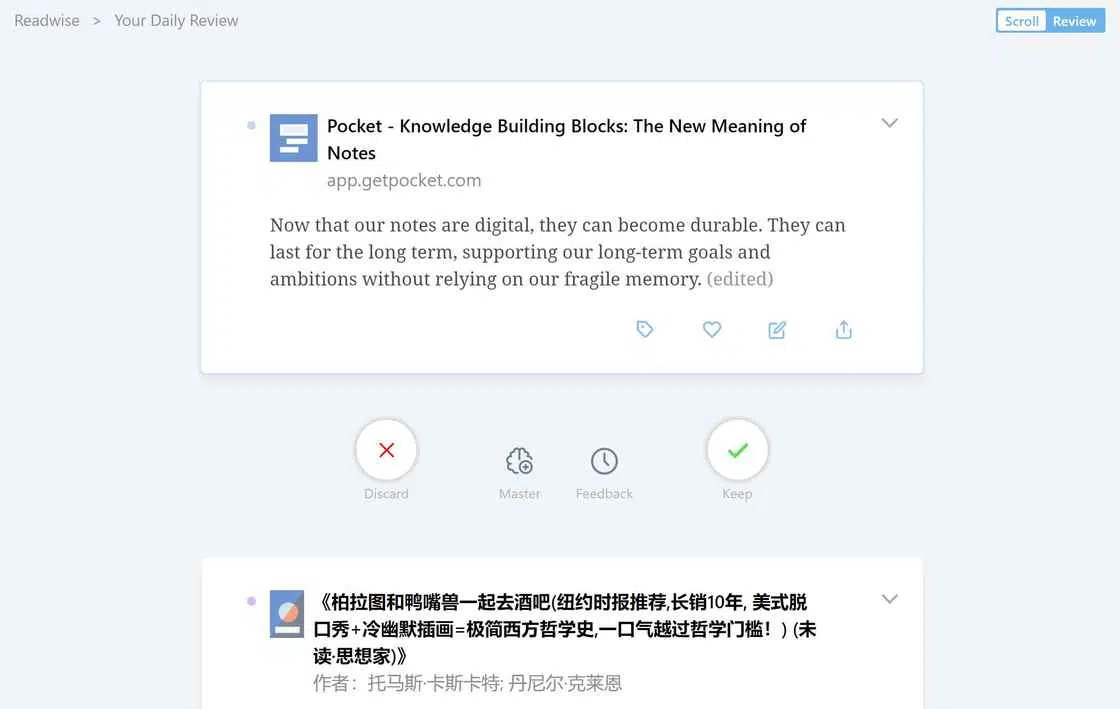 Readwise > Your Daily Review
Scroll Review
Pocket - Knowledge Building Blocks: The New Meaning of
Notes
app.getpocket.com
Now that our notes are digital, they can become durable. They can
last for the long term, supporting our long-term goals and
ambitions without relying on our fragile memory. (edited)
Discard Master Feedback Keep
《柏拉图和鸭嘴兽一起去酒吧(纽约时报推荐,长销10年, 美式脱
口秀+冷幽默插画=极简西方哲学史,一口气越过哲学门槛！) (未
读·思想家)》
作者：托马斯·卡斯卡特; 丹尼尔·克莱恩